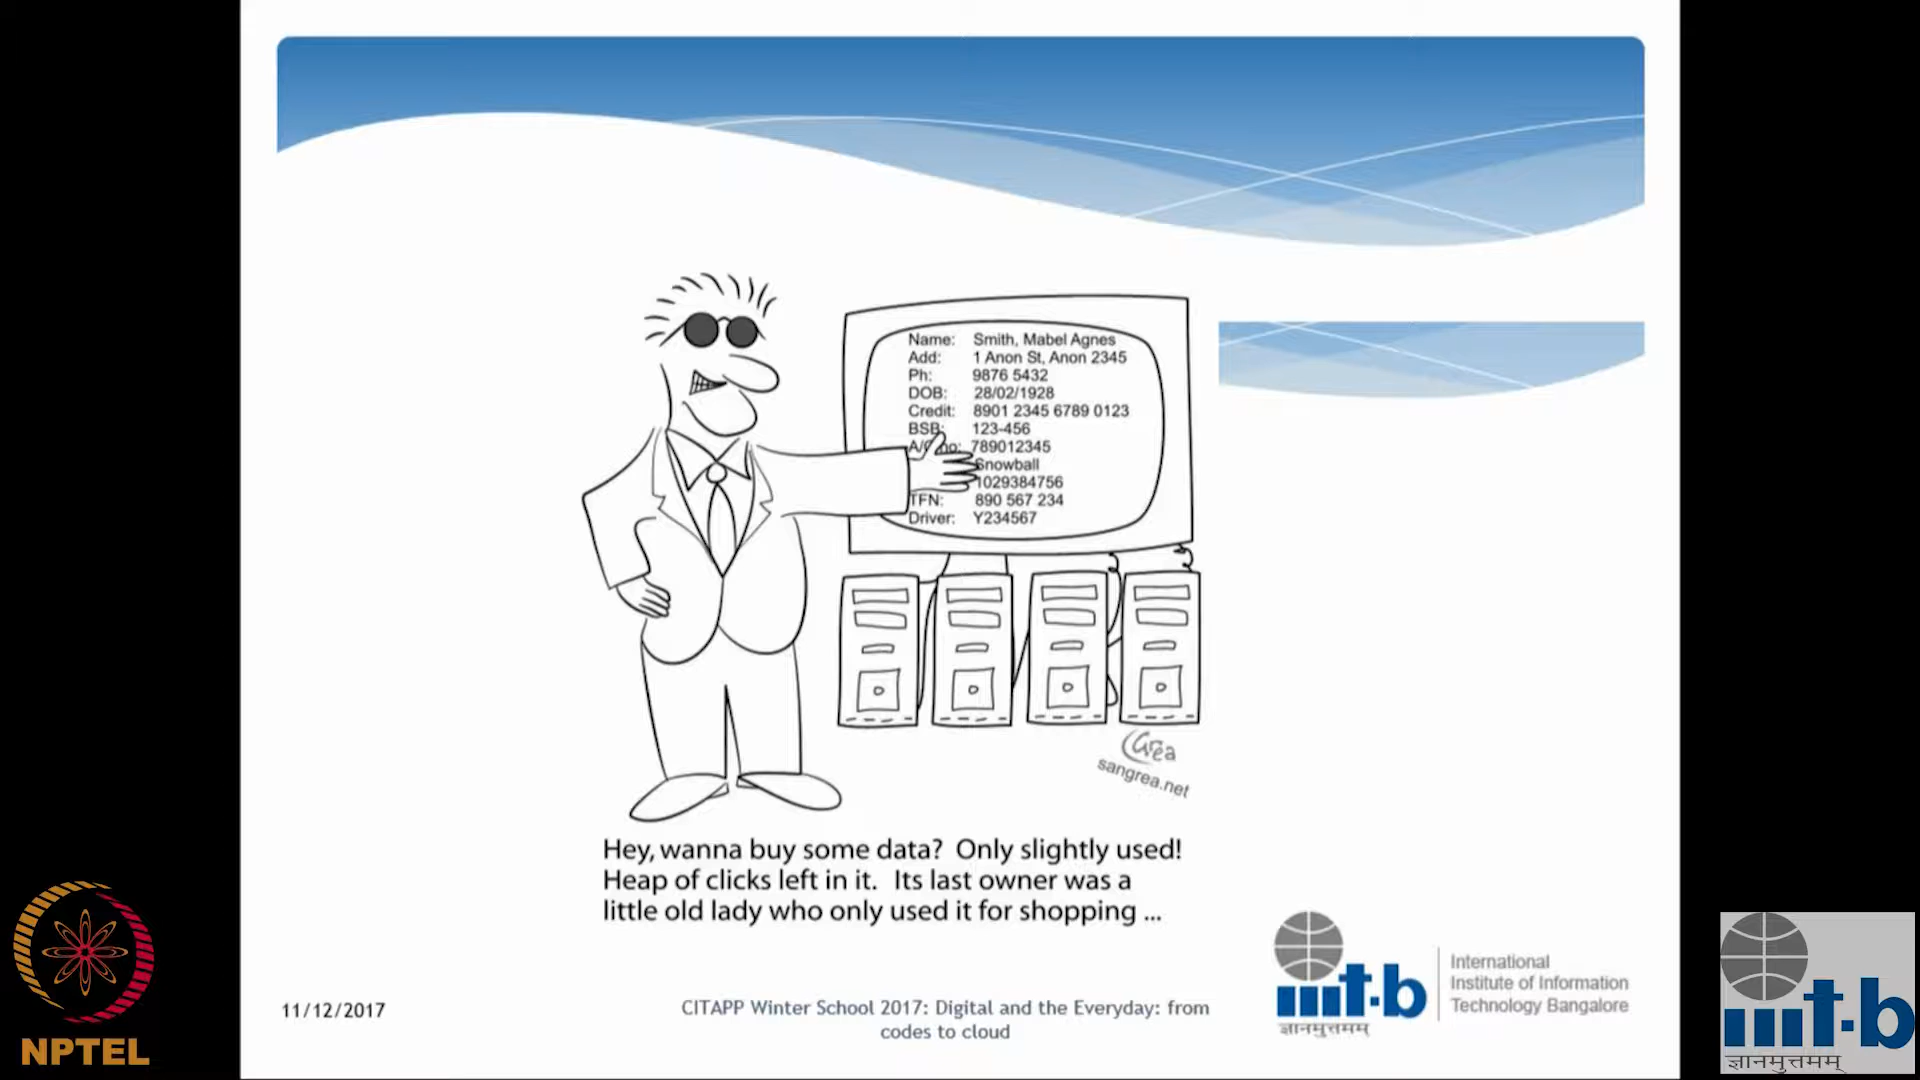 Name: Smith, Mabel Agnes
Add: 1 Anon St, Anon 2345
Ph: 9876 5432
DOB: 28/02/1928
Credit: 8901 2345 6789 0123
BSB: 123-456
A/C no: 789012345
Snowball
1029384756
TFN: 890 567 234
Driver: Y234567
Grea
sangrea.net
Hey, wanna buy some data? Only slightly used!
Heap of clicks left in it. Its last owner was a
little old lady who only used it for shopping ...
11/12/2017
CITAPP Winter School 2017: Digital and the Everyday: from
codes to cloud
iiit-b
ज्ञानमुत्तमम्
International
Institute of Information
Technology Bangalore
NPTEL
iiit-b
ज्ञानमुत्तमम्